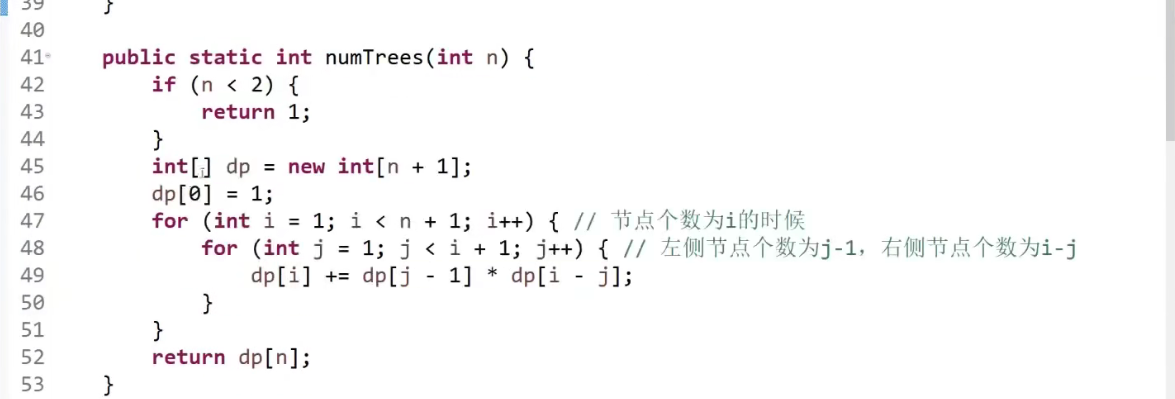 39 }
40
41 public static int numTrees(int n) {
42 if (n < 2) {
43 return 1;
44 }
45 int[] dp = new int[n + 1];
46 dp[0] = 1;
47 for (int i = 1; i < n + 1; i++) { // 节点个数为i的时候
48 for (int j = 1; j < i + 1; j++) { // 左侧节点个数为j-1，右侧节点个数为i-j
49 dp[i] += dp[j - 1] * dp[i - j];
50 }
51 }
52 return dp[n];
53 }